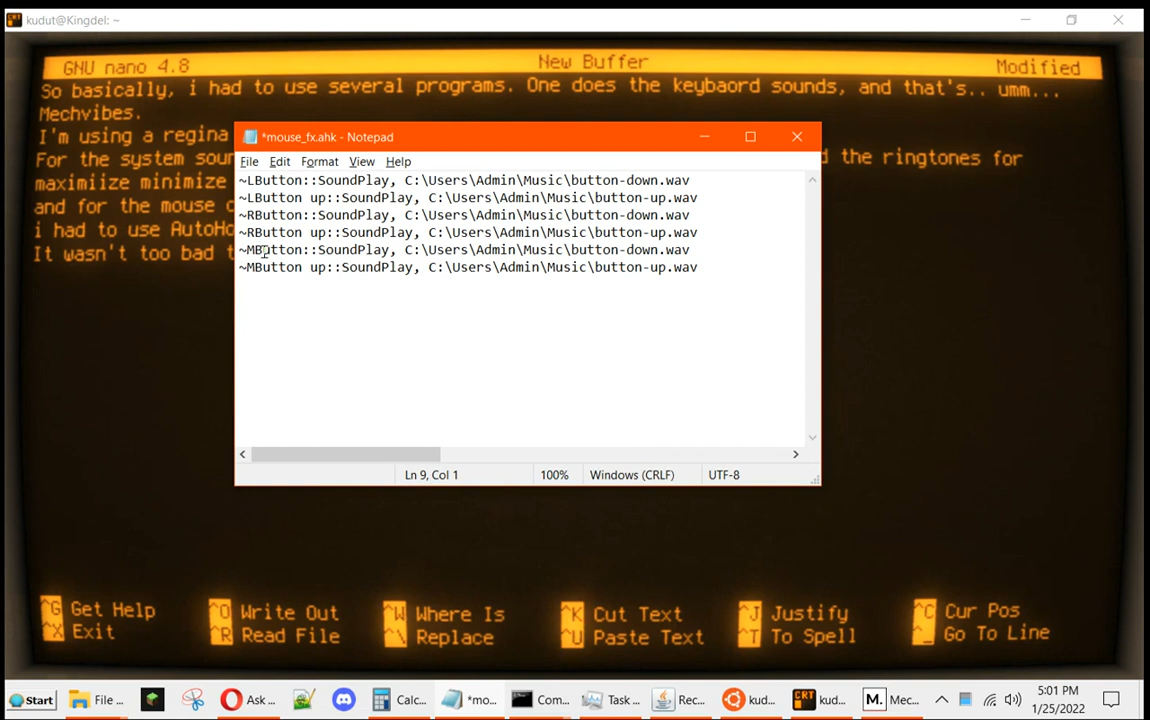 kudut@Kingdel: ~
GNU nano 4.8 New Buffer Modified
So basically, i had to use several programs. One does the keybaord sounds, and that's.. umm...
Mechvibes.
I'm using a regina
For the system sour
d the ringtones for
maximiize minimize
and for the mouse c
i had to use AutoHo
It wasn't too bad t
*mouse_fx.ahk - Notepad
File Edit Format View Help
~LButton::SoundPlay, C:\Users\Admin\Music\button-down.wav
~LButton up::SoundPlay, C:\Users\Admin\Music\button-up.wav
~RButton::SoundPlay, C:\Users\Admin\Music\button-down.wav
~RButton up::SoundPlay, C:\Users\Admin\Music\button-up.wav
~MButton::SoundPlay, C:\Users\Admin\Music\button-down.wav
~MButton up::SoundPlay, C:\Users\Admin\Music\button-up.wav
Ln 9, Col 1 100% Windows (CRLF) UTF-8
^G Get Help ^O Write Out ^W Where Is ^K Cut Text ^J Justify ^C Cur Pos
^X Exit ^R Read File ^\ Replace ^U Paste Text ^T To Spell ^_ Go To Line
Start File ... Ask ... Calc... *mo... Com... Task ... Rec... kud... CRT kud... M. Mec... 5:01 PM
1/25/2022